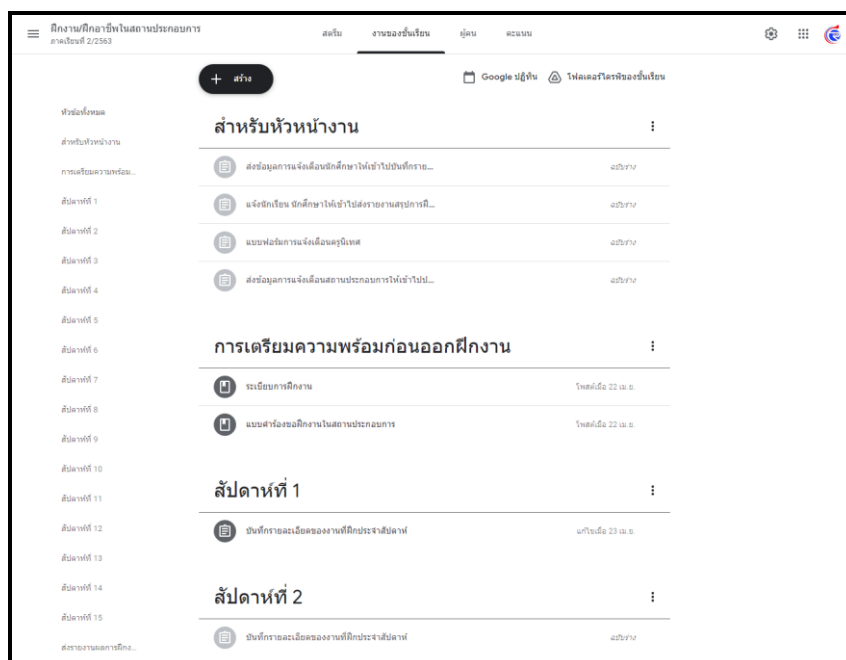 ฝึกงาน/ฝึกอาชีพในสถานประกอบการ
ภาคเรียนที่ 2/2563
สตรีม งานของชั้นเรียน ผู้คน คะแนน
สร้าง
Google ปฏิทิน โฟลเดอร์ไดรฟ์ของชั้นเรียน
หัวข้อทั้งหมด
สำหรับหัวหน้างาน
การเตรียมความพร้อม...
สัปดาห์ที่ 1
สัปดาห์ที่ 2
สัปดาห์ที่ 3
สัปดาห์ที่ 4
สัปดาห์ที่ 5
สัปดาห์ที่ 6
สัปดาห์ที่ 7
สัปดาห์ที่ 8
สัปดาห์ที่ 9
สัปดาห์ที่ 10
สัปดาห์ที่ 11
สัปดาห์ที่ 12
สัปดาห์ที่ 13
สัปดาห์ที่ 14
สัปดาห์ที่ 15
ส่งรายงานผลการฝึกง...
สำหรับหัวหน้างาน
ส่งข้อมูลการแจ้งเตือนนักศึกษาให้เข้าไปบันทึกราย... ฉบับร่าง
แจ้งนักเรียน นักศึกษาให้เข้าไปส่งรายงานสรุปการฝึ... ฉบับร่าง
แบบฟอร์มการแจ้งเตือนครูนิเทศ ฉบับร่าง
ส่งข้อมูลการแจ้งเตือนสถานประกอบการให้เข้าไปป... ฉบับร่าง
การเตรียมความพร้อมก่อนออกฝึกงาน
ระเบียบการฝึกงาน โพสต์เมื่อ 22 เม.ย.
แบบคำร้องขอฝึกงานในสถานประกอบการ โพสต์เมื่อ 22 เม.ย.
สัปดาห์ที่ 1
บันทึกรายละเอียดของงานที่ฝึกประจำสัปดาห์ แก้ไขเมื่อ 23 เม.ย.
สัปดาห์ที่ 2
บันทึกรายละเอียดของงานที่ฝึกประจำสัปดาห์ ฉบับร่าง